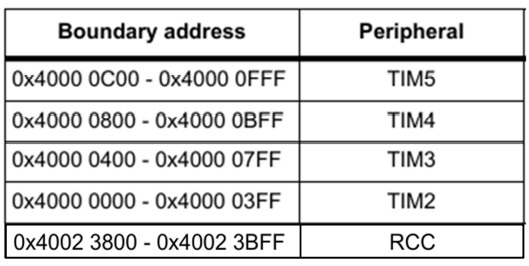 Boundary address Peripheral
0x4000 0C00 - 0x4000 0FFF TIM5
0x4000 0800 - 0x4000 0BFF TIM4
0x4000 0400 - 0x4000 07FF TIM3
0x4000 0000 - 0x4000 03FF TIM2
0x4002 3800 - 0x4002 3BFF RCC